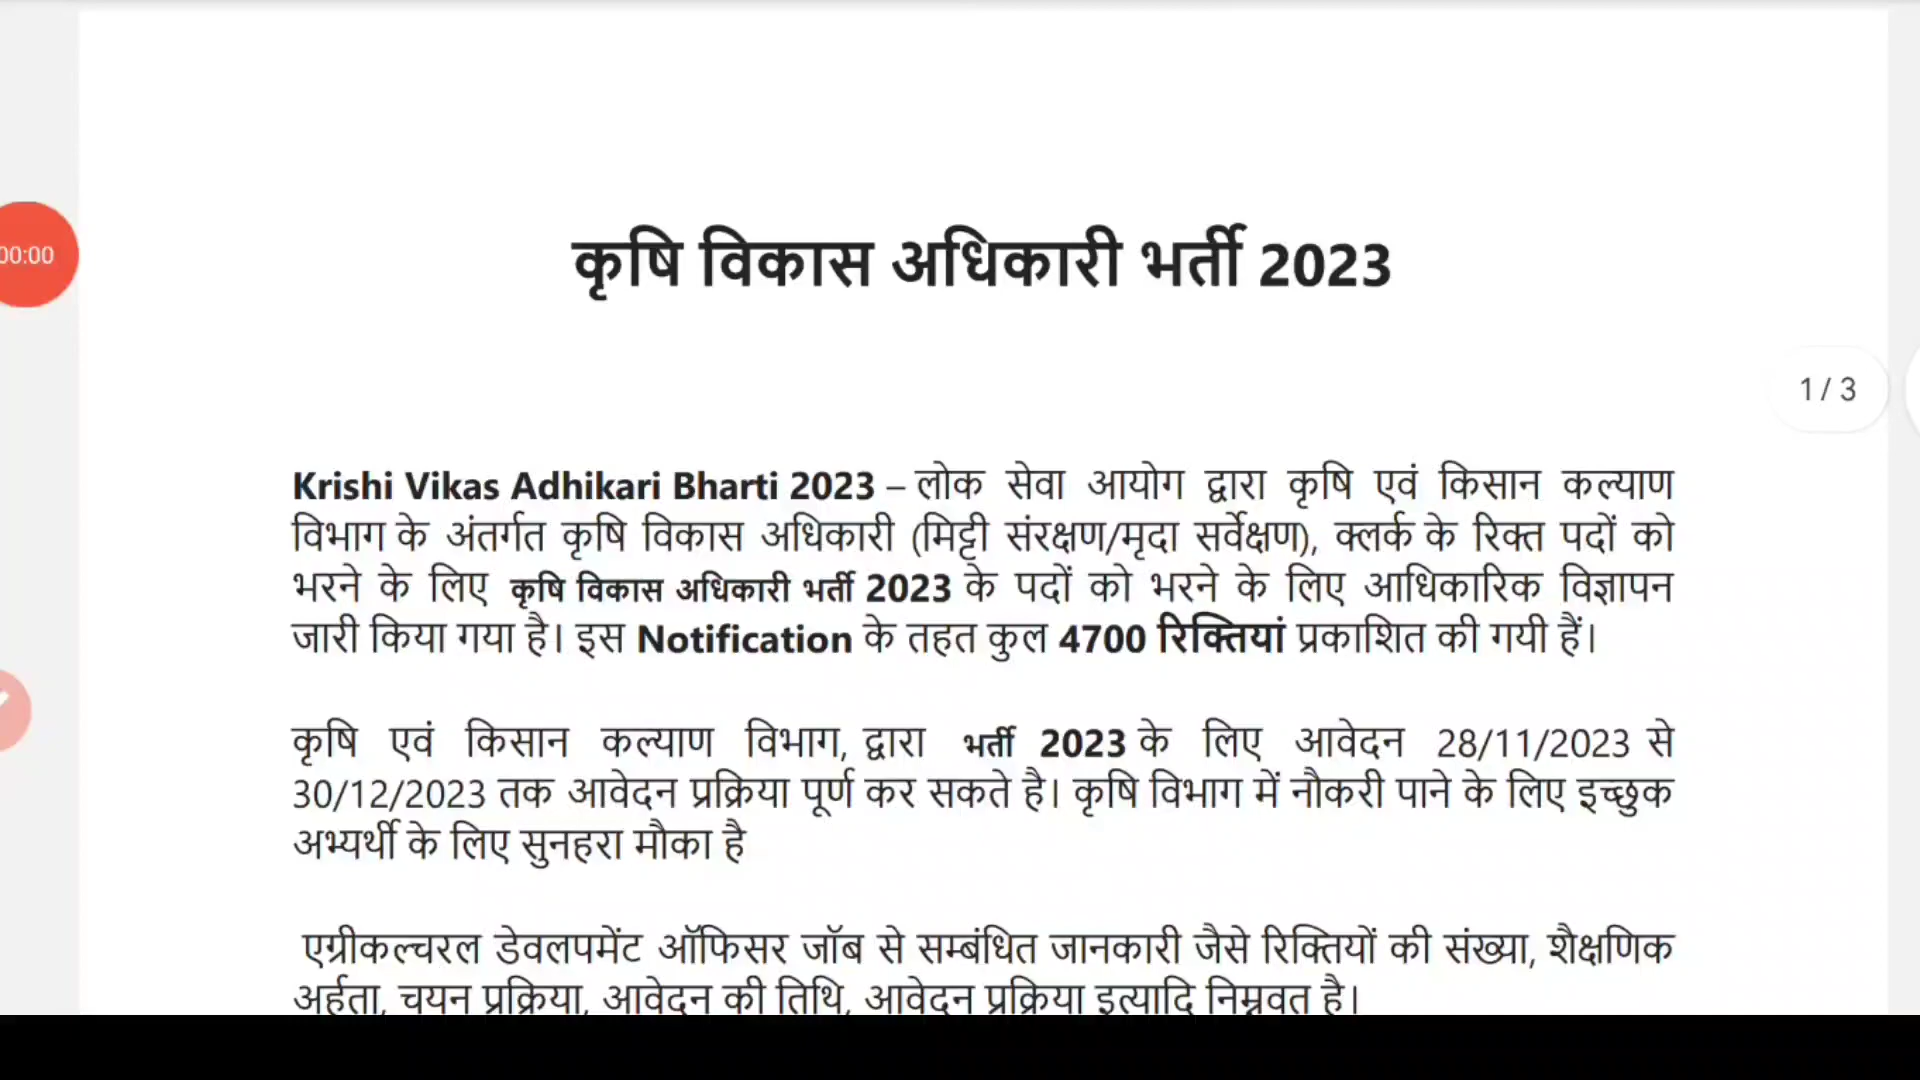 कृषि विकास अधिकारी भर्ती 2023
00:00
1 / 3
Krishi Vikas Adhikari Bharti 2023 – लोक सेवा आयोग द्वारा कृषि एवं किसान कल्याण
विभाग के अंतर्गत कृषि विकास अधिकारी (मिट्टी संरक्षण/मृदा सर्वेक्षण), क्लर्क के रिक्त पदों को
भरने के लिए कृषि विकास अधिकारी भर्ती 2023 के पदों को भरने के लिए आधिकारिक विज्ञापन
जारी किया गया है। इस Notification के तहत कुल 4700 रिक्तियां प्रकाशित की गयी हैं।
कृषि एवं किसान कल्याण विभाग, द्वारा भर्ती 2023 के लिए आवेदन 28/11/2023 से
30/12/2023 तक आवेदन प्रक्रिया पूर्ण कर सकते है। कृषि विभाग में नौकरी पाने के लिए इच्छुक
अभ्यर्थी के लिए सुनहरा मौका है
एग्रीकल्चरल डेवलपमेंट ऑफिसर जॉब से सम्बंधित जानकारी जैसे रिक्तियों की संख्या, शैक्षणिक
अर्हता, चयन प्रक्रिया, आवेदन की तिथि, आवेदन प्रक्रिया इत्यादि निम्नवत है।